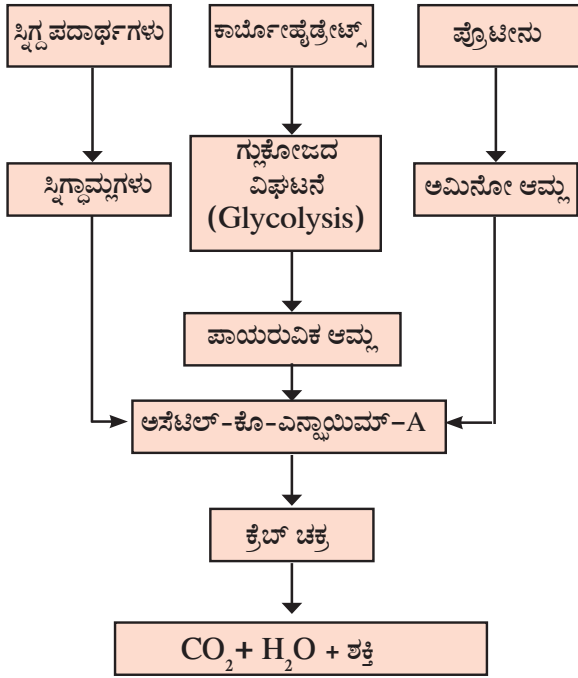 ಸ್ನಿಗ್ದ ಪದಾರ್ಥಗಳು
ಕಾರ್ಬೋಹೈಡ್ರೇಟ್ಸ್
ಪ್ರೊಟೀನು
ಸ್ನಿಗ್ಧಾಮ್ಲಗಳು
ಗ್ಲುಕೋಜದ
ವಿಘಟನೆ
(Glycolysis)
ಅಮಿನೋ ಆಮ್ಲ
ಪಾಯರುವಿಕ ಆಮ್ಲ
ಅಸೆಟಿಲ್-ಕೊ-ಎನ್ಝಾಯಿಮ್-A
ಕ್ರೆಬ್ ಚಕ್ರ
CO₂ + H₂O + ಶಕ್ತಿ